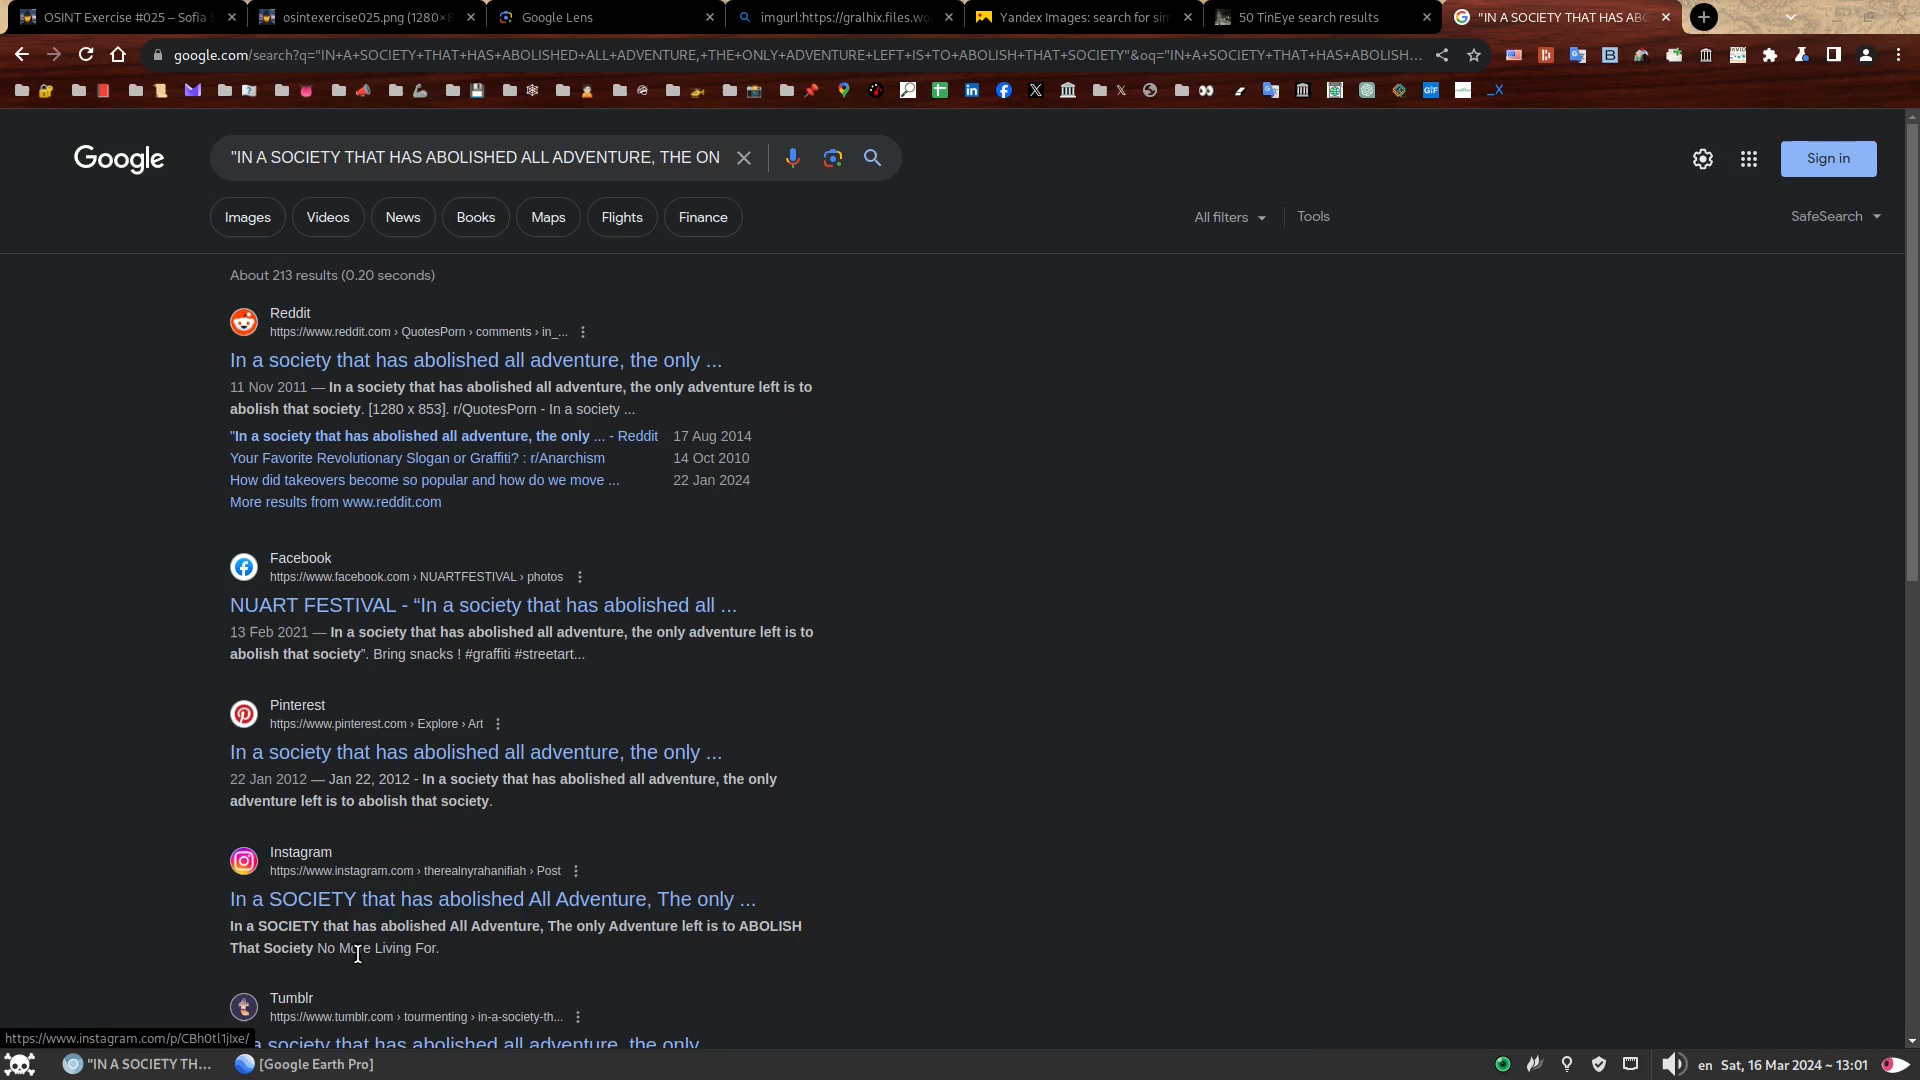 OSINT Exercise #025 – Sofia S
osintexercise025.png (1280×8
Google Lens
imgurl:https://gralhix.files.wo
Yandex Images: search for sim
50 TinEye search results
"IN A SOCIETY THAT HAS ABO
google.com/search?q="IN+A+SOCIETY+THAT+HAS+ABOLISHED+ALL+ADVENTURE,+THE+ONLY+ADVENTURE+LEFT+IS+TO+ABOLISH+THAT+SOCIETY"&oq="IN+A+SOCIETY+THAT+HAS+ABOLISH...
Google
"IN A SOCIETY THAT HAS ABOLISHED ALL ADVENTURE, THE ON
Sign in
Images
Videos
News
Books
Maps
Flights
Finance
All filters
Tools
SafeSearch
About 213 results (0.20 seconds)
Reddit
https://www.reddit.com › QuotesPorn › comments › in_...
In a society that has abolished all adventure, the only ...
11 Nov 2011 — In a society that has abolished all adventure, the only adventure left is to
abolish that society. [1280 x 853]. r/QuotesPorn - In a society ...
"In a society that has abolished all adventure, the only ... - Reddit 17 Aug 2014
Your Favorite Revolutionary Slogan or Graffiti? : r/Anarchism 14 Oct 2010
How did takeovers become so popular and how do we move ... 22 Jan 2024
More results from www.reddit.com
Facebook
https://www.facebook.com › NUARTFESTIVAL › photos
NUART FESTIVAL - “In a society that has abolished all ...
13 Feb 2021 — In a society that has abolished all adventure, the only adventure left is to
abolish that society”. Bring snacks ! #graffiti #streetart...
Pinterest
https://www.pinterest.com › Explore › Art
In a society that has abolished all adventure, the only ...
22 Jan 2012 — Jan 22, 2012 - In a society that has abolished all adventure, the only
adventure left is to abolish that society.
Instagram
https://www.instagram.com › therealnyrahanifiah › Post
In a SOCIETY that has abolished All Adventure, The only ...
In a SOCIETY that has abolished All Adventure, The only Adventure left is to ABOLISH
That Society No More Living For.
Tumblr
https://www.tumblr.com › tourmenting › in-a-society-th...
a society that has abolished all adventure, the only
"IN A SOCIETY TH...
[Google Earth Pro]
en Sat, 16 Mar 2024 ~ 13:01